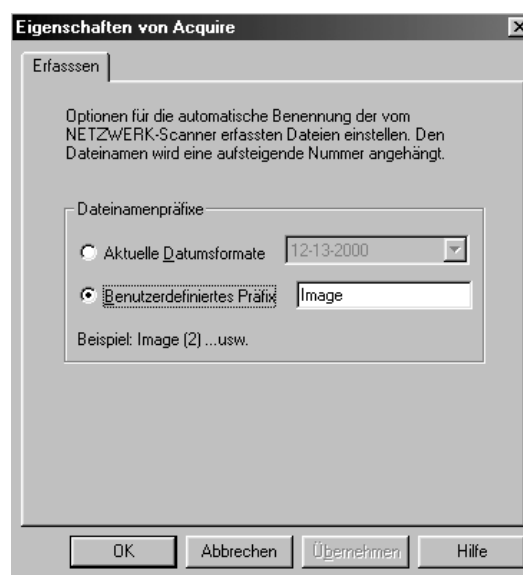 Eigenschaften von Acquire
Erfasssen
Optionen für die automatische Benennung der vom
NETZWERK-Scanner erfassten Dateien einstellen. Den
Dateinamen wird eine aufsteigende Nummer angehängt.
Dateinamenpräfixe
Aktuelle Datumsformate 12-13-2000
Benutzerdefiniertes Präfix Image
Beispiel: Image (2) ...usw.
OK Abbrechen Übernehmen Hilfe